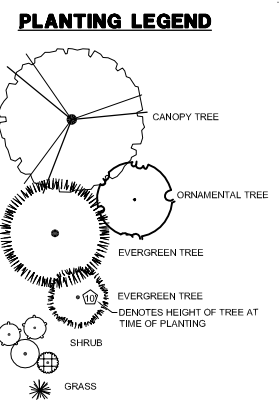 PLANTING LEGEND
CANOPY TREE
ORNAMENTAL TREE
EVERGREEN TREE
EVERGREEN TREE
10
DENOTES HEIGHT OF TREE AT
TIME OF PLANTING
SHRUB
GRASS